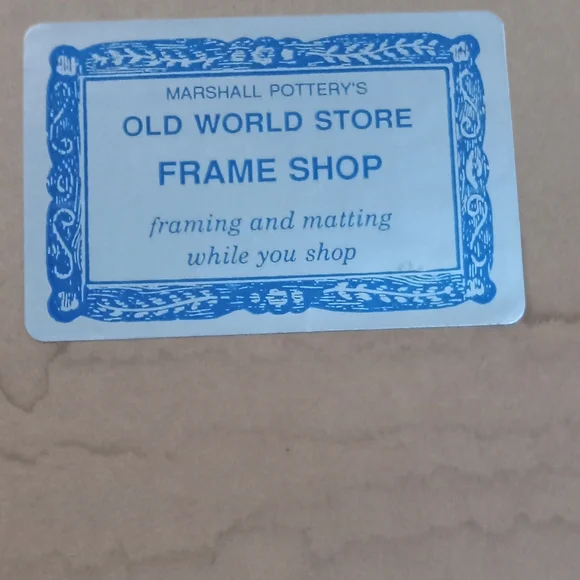 MARSHALL POTTERY'S
OLD WORLD STORE
FRAME SHOP
framing and matting
while you shop